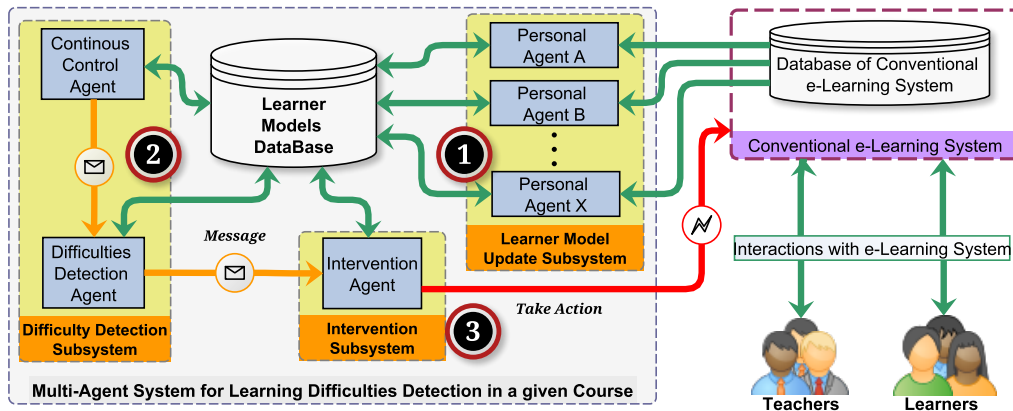 Continous
Control
Agent
2
Difficulties
Detection
Agent
Difficulty Detection
Subsystem
Learner
Models
DataBase
Message
Intervention
Agent
Intervention
Subsystem
3
Take Action
1
Personal
Agent A
Personal
Agent B
Personal
Agent X
Learner Model
Update Subsystem
Multi-Agent System for Learning Difficulties Detection in a given Course
Database of Conventional
e-Learning System
Conventional e-Learning System
Interactions with e-Learning System
Teachers
Learners